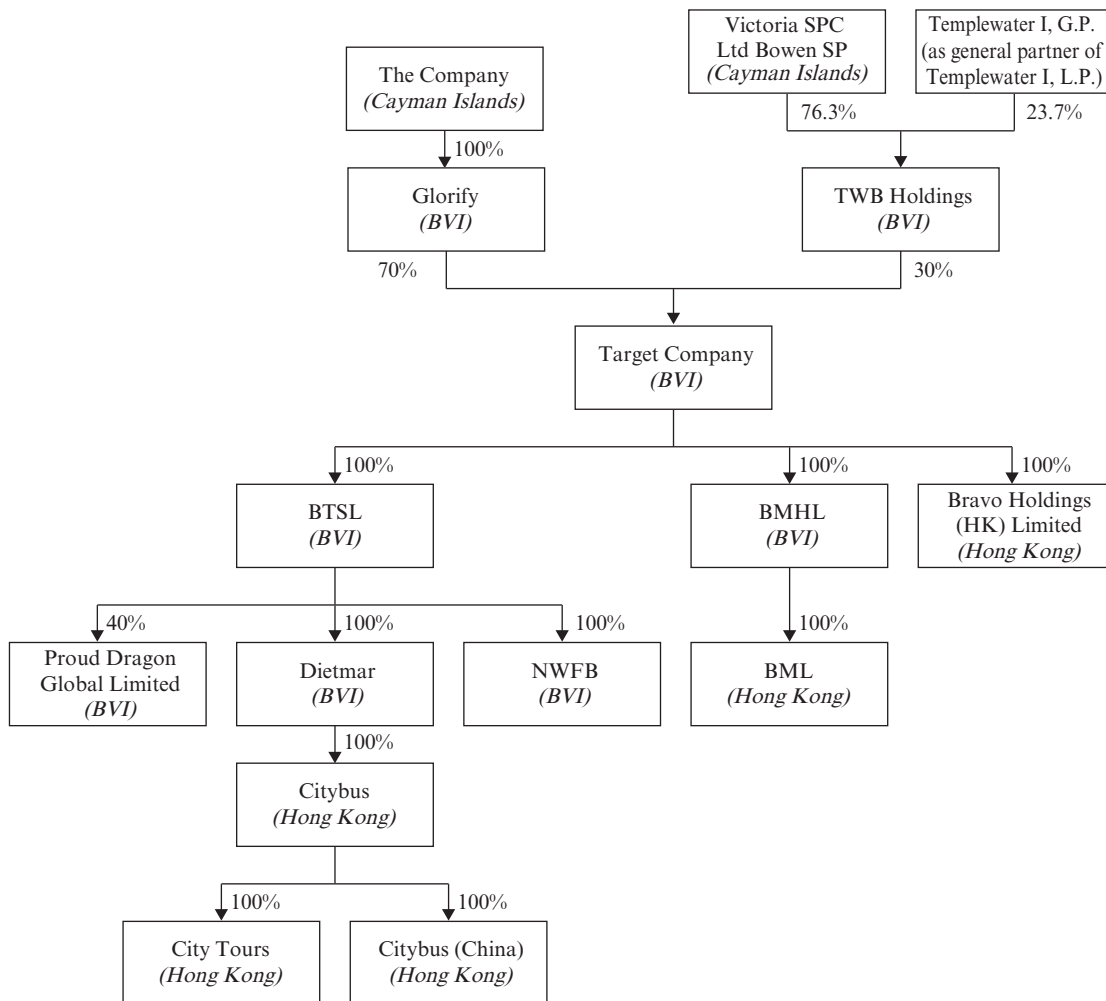 Victoria SPC
Ltd Bowen SP
(Cayman Islands)
Templewater I, G.P.
(as general partner of
Templewater I, L.P.)
The Company
(Cayman Islands)
76.3%
23.7%
100%
Glorify
(BVI)
TWB Holdings
(BVI)
70%
30%
Target Company
(BVI)
100%
100%
100%
BTSL
(BVI)
BMHL
(BVI)
Bravo Holdings
(HK) Limited
(Hong Kong)
40%
100%
100%
100%
Proud Dragon
Global Limited
(BVI)
Dietmar
(BVI)
NWFB
(BVI)
BML
(Hong Kong)
100%
Citybus
(Hong Kong)
100%
100%
City Tours
(Hong Kong)
Citybus (China)
(Hong Kong)